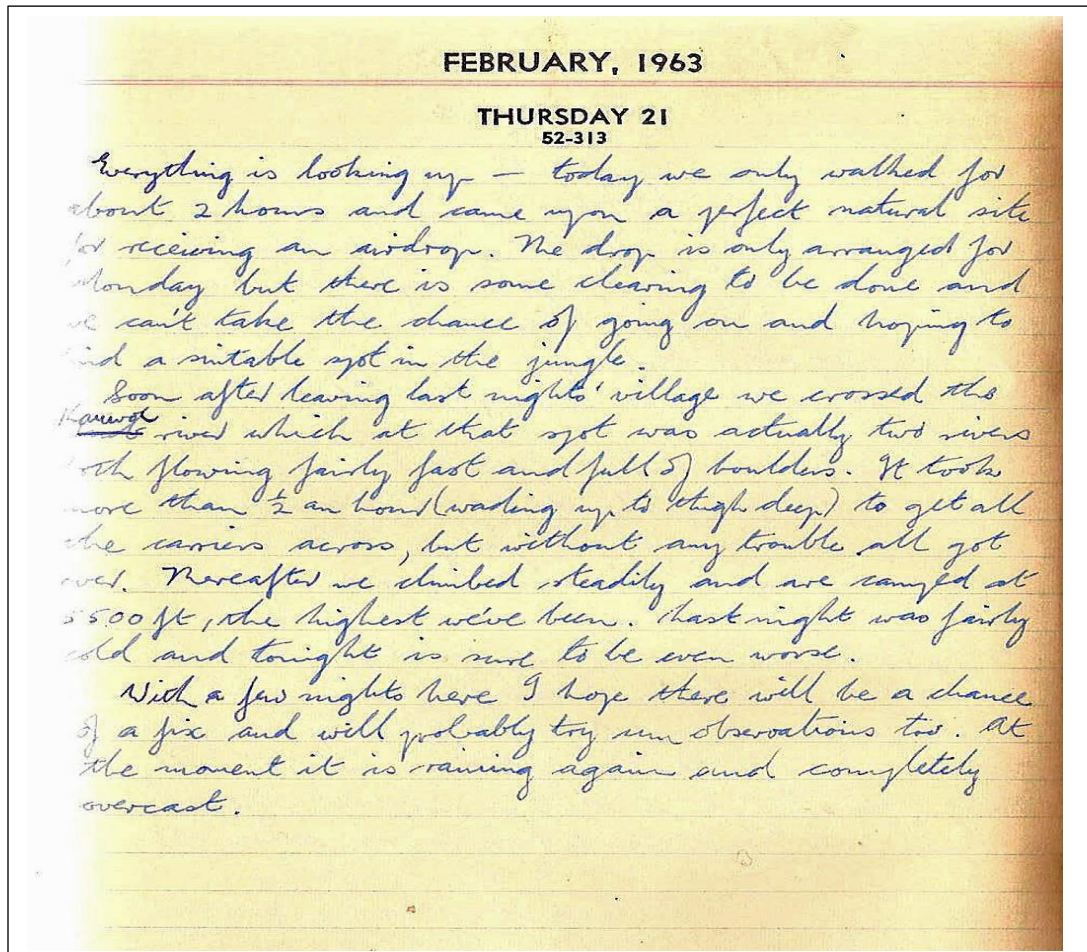 FEBRUARY, 1963
THURSDAY 21
52-313
Everything is looking up — today we only walked for
about 2 hours and came upon a perfect natural site
for receiving an airdrop. The drop is only arranged for
Monday but there is some clearing to be done and
we can't take the chance of going on and hoping to
find a suitable spot in the jungle.
Soon after leaving last nights' village we crossed the
river which at that spot was actually two rivers
both flowing fairly fast and full of boulders. It took
more than ½ an hour (wading up to thigh deep) to get all
the carriers across, but without any trouble all got
over. Thereafter we climbed steadily and are camped at
5500 ft, the highest we've been. Last night was fairly
cold and tonight is sure to be even worse.
With a few nights here I hope there will be a chance
of a fix and will probably try sun observations too. At
the moment it is raining again and completely
overcast.